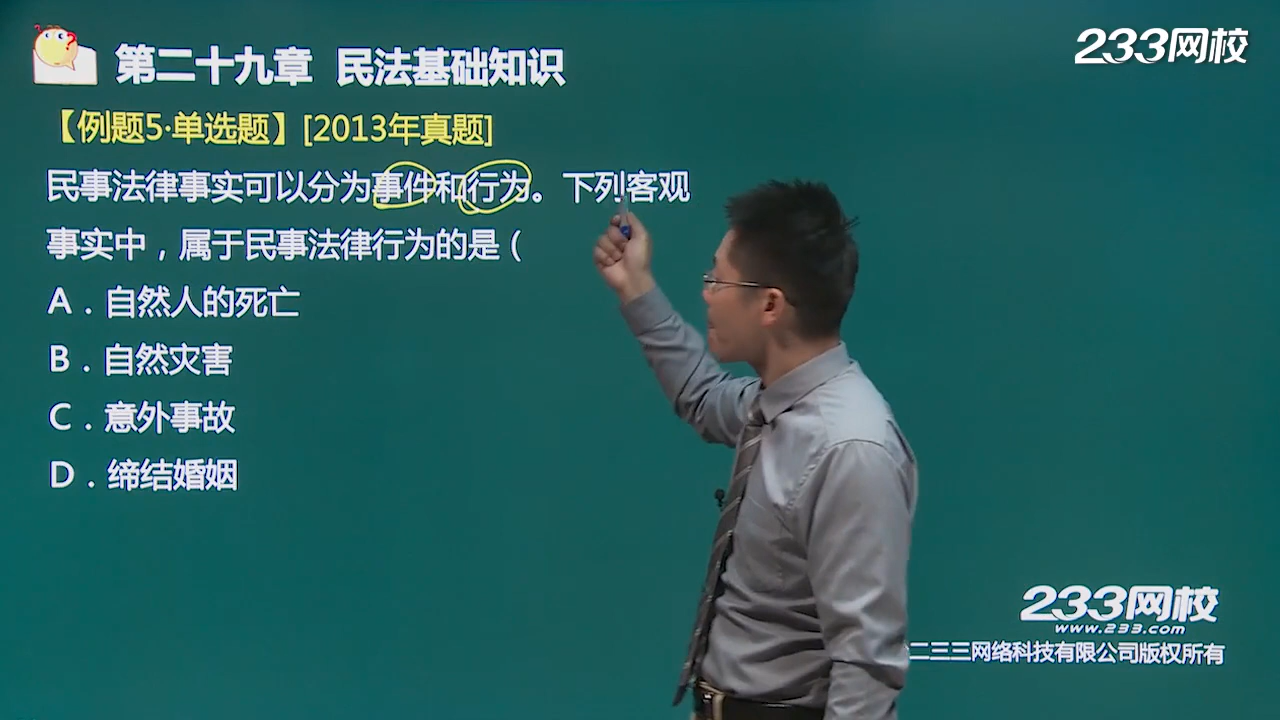 第二十九章 民法基础知识
233网校
【例题5·单选题】[2013年真题]
民事法律事实可以分为事件和行为。下列客观
事实中，属于民事法律行为的是（
A．自然人的死亡
B．自然灾害
C．意外事故
D．缔结婚姻
233网校
www.233.com
二三三网络科技有限公司版权所有